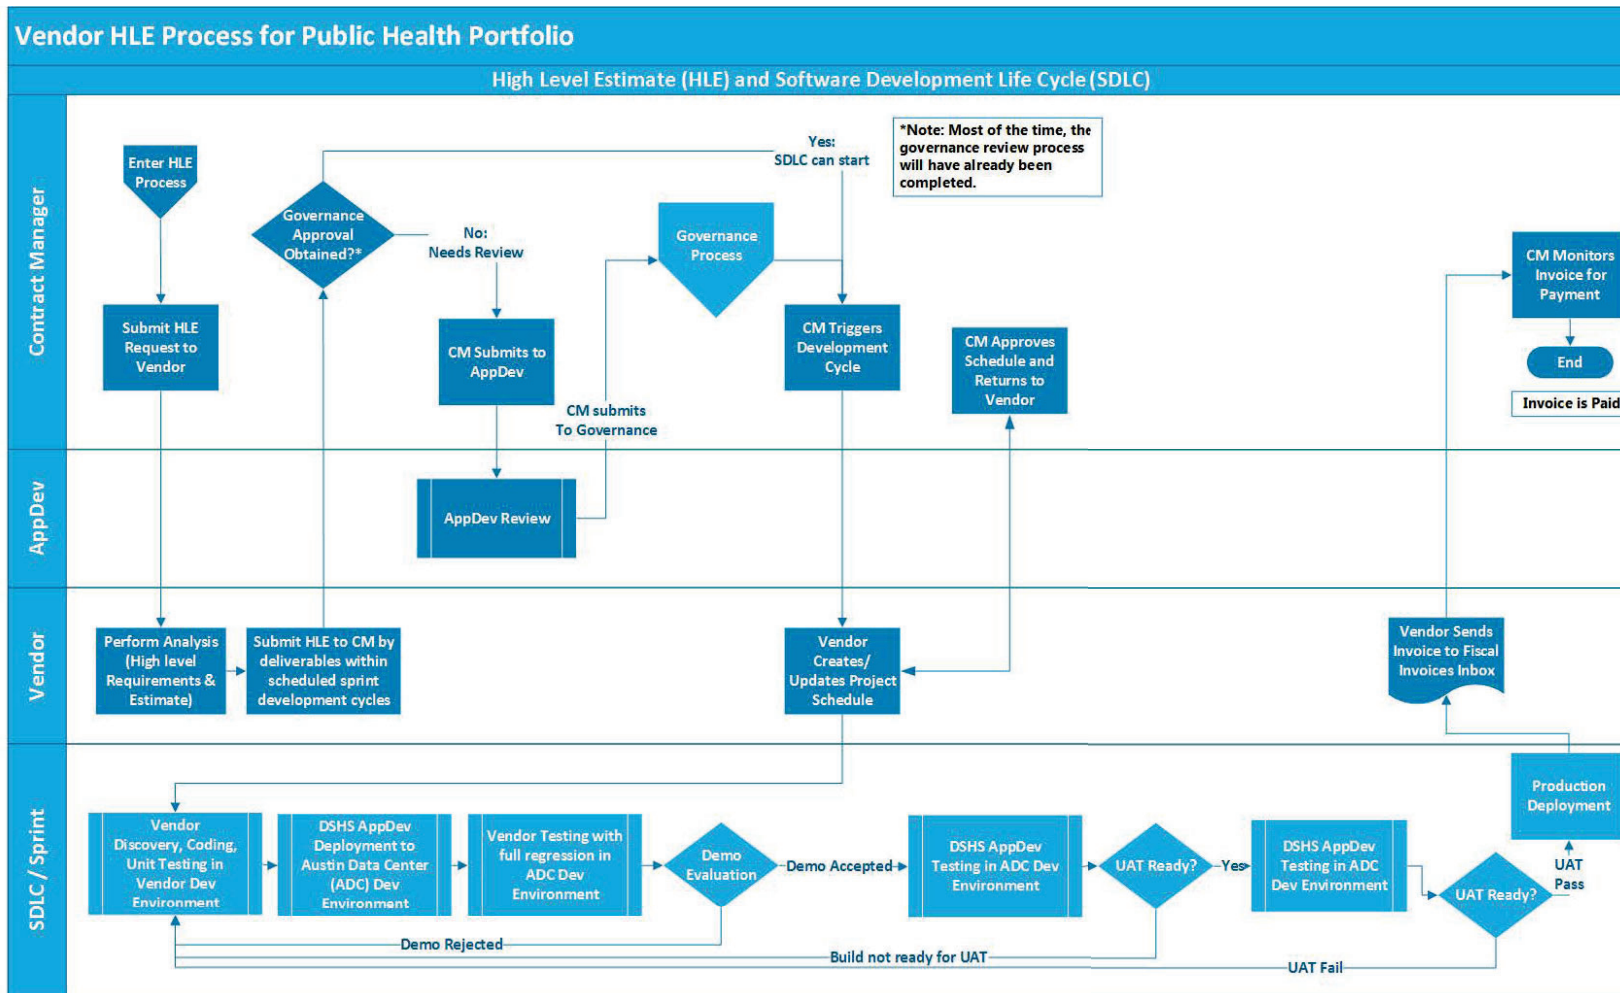 Vendor HLE Process for Public Health Portfolio
High Level Estimate (HLE) and Software Development Life Cycle (SDLC)
Contract Manager
Enter HLE
Process
Submit HLE
Request to
Vendor
Governance
Approval
Obtained?*
Yes:
SDLC can start
No:
Needs Review
CM Submits to
AppDev
CM submits
To Governance
Governance
Process
CM Triggers
Development
Cycle
*Note: Most of the time, the
governance review process
will have already been
completed.
CM Approves
Schedule and
Returns to
Vendor
CM Monitors
Invoice for
Payment
End
Invoice is Paid
AppDev
AppDev Review
Vendor
Perform Analysis
(High level
Requirements &
Estimate)
Submit HLE to CM by
deliverables within
scheduled sprint
development cycles
Vendor
Creates/
Updates Project
Schedule
Vendor Sends
Invoice to Fiscal
Invoices Inbox
SDLC / Sprint
Vendor
Discovery, Coding,
Unit Testing in
Vendor Dev
Environment
DSHS AppDev
Deployment to
Austin Data Center
(ADC) Dev
Environment
Vendor Testing with
full regression in
ADC Dev
Environment
Demo
Evaluation
Demo Accepted
DSHS AppDev
Testing in ADC Dev
Environment
UAT Ready?
Yes
DSHS AppDev
Testing in ADC
Dev Environment
UAT Ready?
UAT
Pass
Production
Deployment
Demo Rejected
Build not ready for UAT
UAT Fail